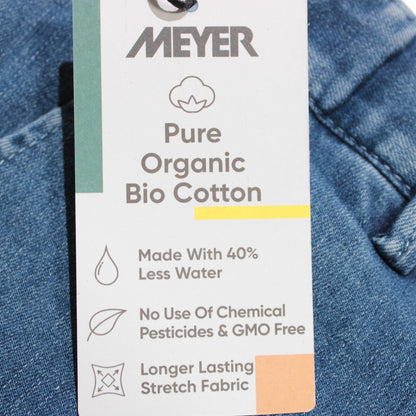 MEYER
Pure
Organic
Bio Cotton
Made With 40%
Less Water
No Use Of Chemical
Pesticides & GMO Free
Longer Lasting
Stretch Fabric